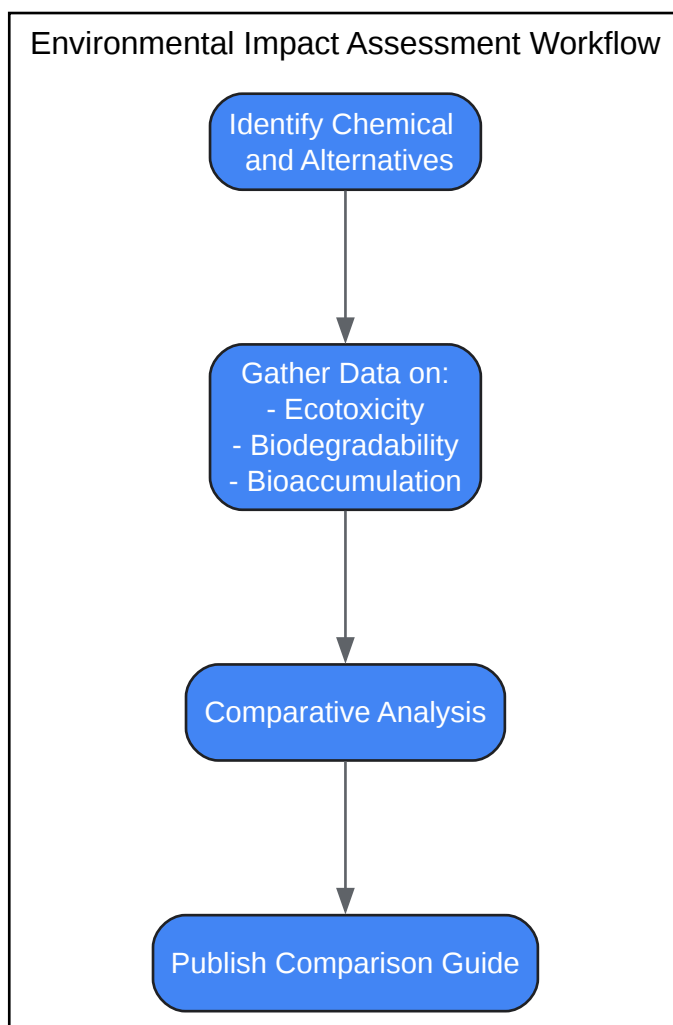 Environmental Impact Assessment Workflow
Identify Chemical
and Alternatives
Gather Data on:
- Ecotoxicity
- Biodegradability
- Bioaccumulation
Comparative Analysis
Publish Comparison Guide